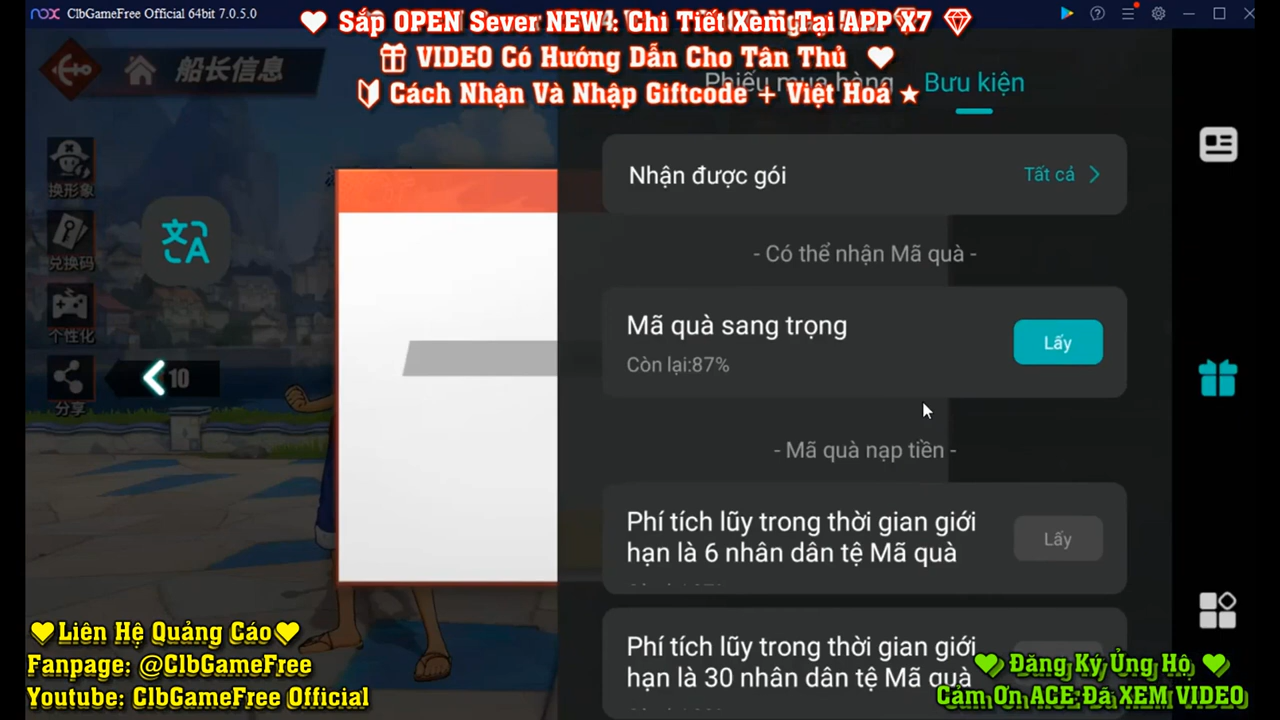 nox ClbGameFree Official 64bit 7.0.5.0
❤ Sắp OPEN Sever NEW4: Chi Tiết Xem Tại APP X7
VIDEO Có Hướng Dẫn Cho Tân Thủ ❤
Cách Nhận Và Nhập Giftcode + Việt Hoá ★
船长信息
Phiếu mua hàng
Bưu kiện
换形象
兑换码
个性化
分享
文A
10
Nhận được gói
Tất cả >
- Có thể nhận Mã quà -
Mã quà sang trọng
Còn lại:87%
Lấy
- Mã quà nạp tiền -
Phí tích lũy trong thời gian giới
hạn là 6 nhân dân tệ Mã quà
Lấy
Phí tích lũy trong thời gian giới
hạn là 30 nhân dân tệ Mã quà
❤Liên Hệ Quảng Cáo❤
Fanpage: @ClbGameFree
Youtube: ClbGameFree Official
❤ Đăng Ký Ủng Hộ ❤
Cảm Ơn ACE Đã XEM VIDEO